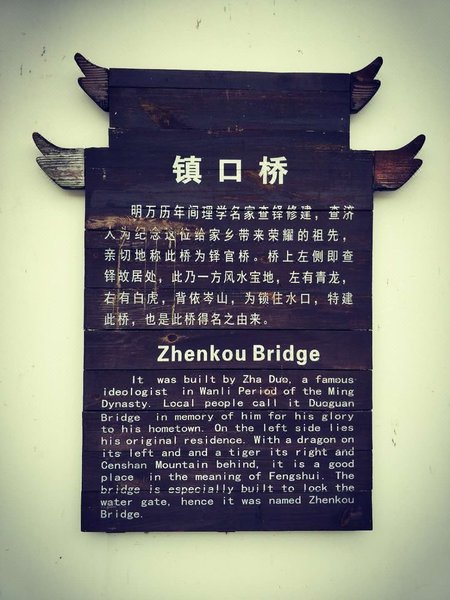 镇口桥
明万历年间理学名家查铎修建，查济
人为纪念这位给家乡带来荣耀的祖先，
亲切地称此桥为铎官桥。桥上左侧即查
铎故居处，此乃一方风水宝地，左有青龙，
右有白虎，背依岑山，为锁住水口，特建
此桥，也是此桥得名之由来。
Zhenkou Bridge
It was built by Zha Duo, a famous
ideologist in Wanli Period of the Ming
Dynasty. Local people call it Duoguan
Bridge in memory of him for his glory
to his hometown. On the left side lies
his original residence. With a dragon on
its left and and a tiger its right and
Censhan Mountain behind, it is a good
place in the meaning of Fengshui. The
bridge is especially built to lock the
water gate, hence it was named Zhenkou
Bridge.